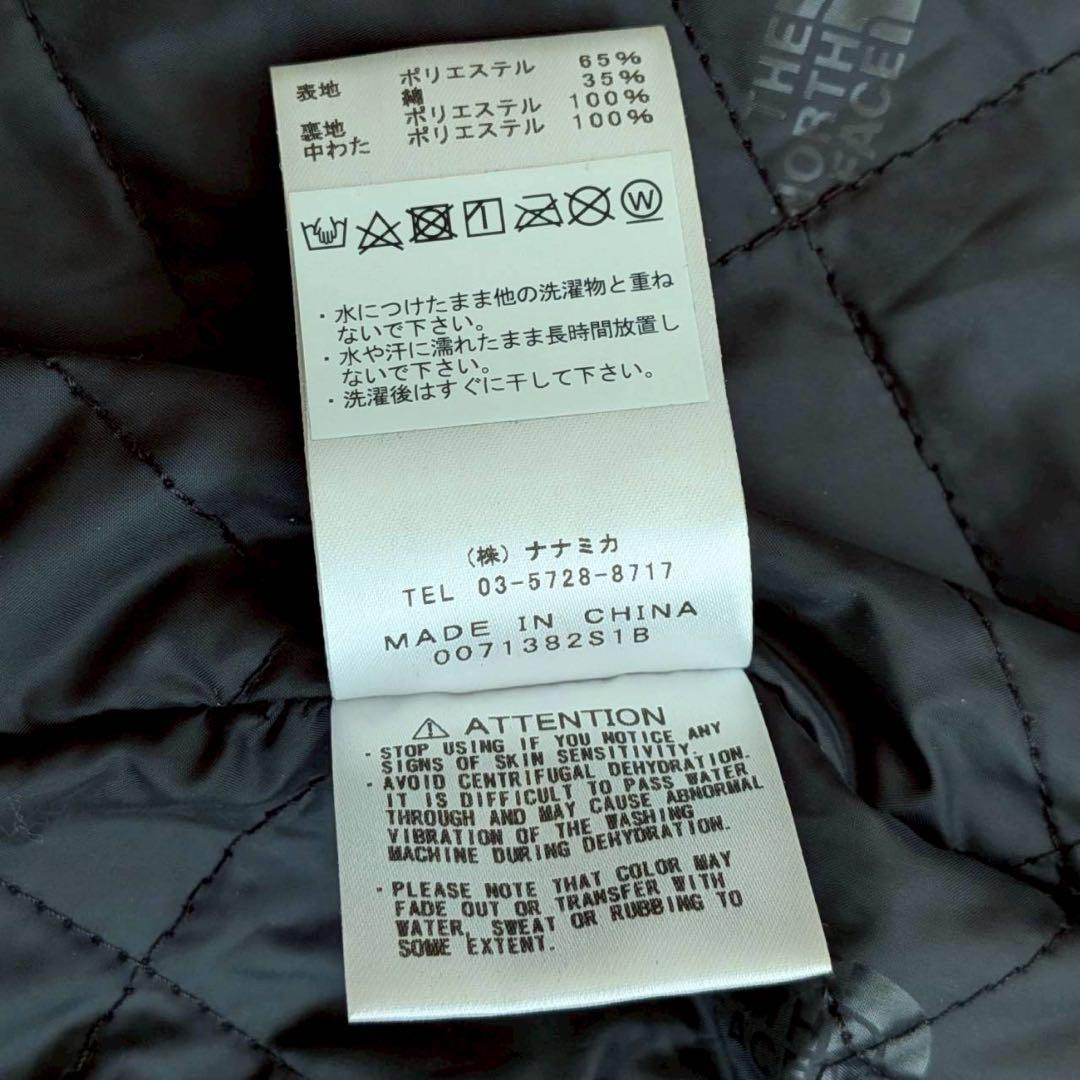 表地 ポリエステル 65%
綿 35%
裏地 ポリエステル 100%
中わた ポリエステル 100%
W
・水につけたまま他の洗濯物と重ね
ないで下さい。
・水や汗に濡れたまま長時間放置し
ないで下さい。
・洗濯後はすぐに干して下さい。
(株) ナナミカ
TEL 03-5728-8717
MADE IN CHINA
0071382S1B
⚠ ATTENTION
・STOP USING IF YOU NOTICE ANY
SIGNS OF SKIN SENSITIVITY.
・AVOID CENTRIFUGAL DEHYDRATION.
IT IS DIFFICULT TO PASS WATER
THROUGH AND MAY CAUSE ABNORMAL
VIBRATION OF THE WASHING
MACHINE DURING DEHYDRATION.
・PLEASE NOTE THAT COLOR MAY
FADE OUT OR TRANSFER WITH
WATER, SWEAT OR RUBBING TO
SOME EXTENT.
THE
NORTH
FACE